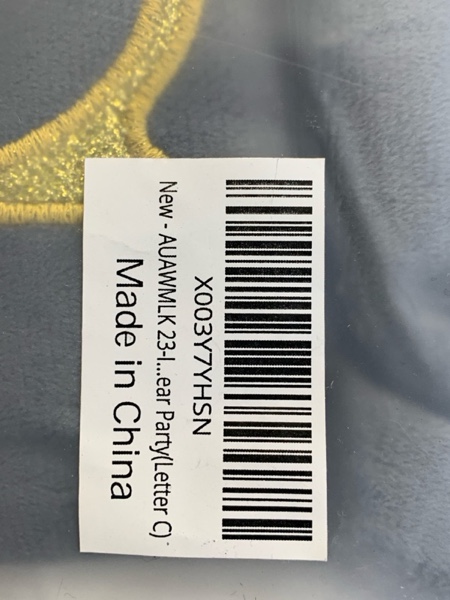 X003Y7YHSN
New - AUAWMLK 23-I...ear Party(Letter C) -
Made in China